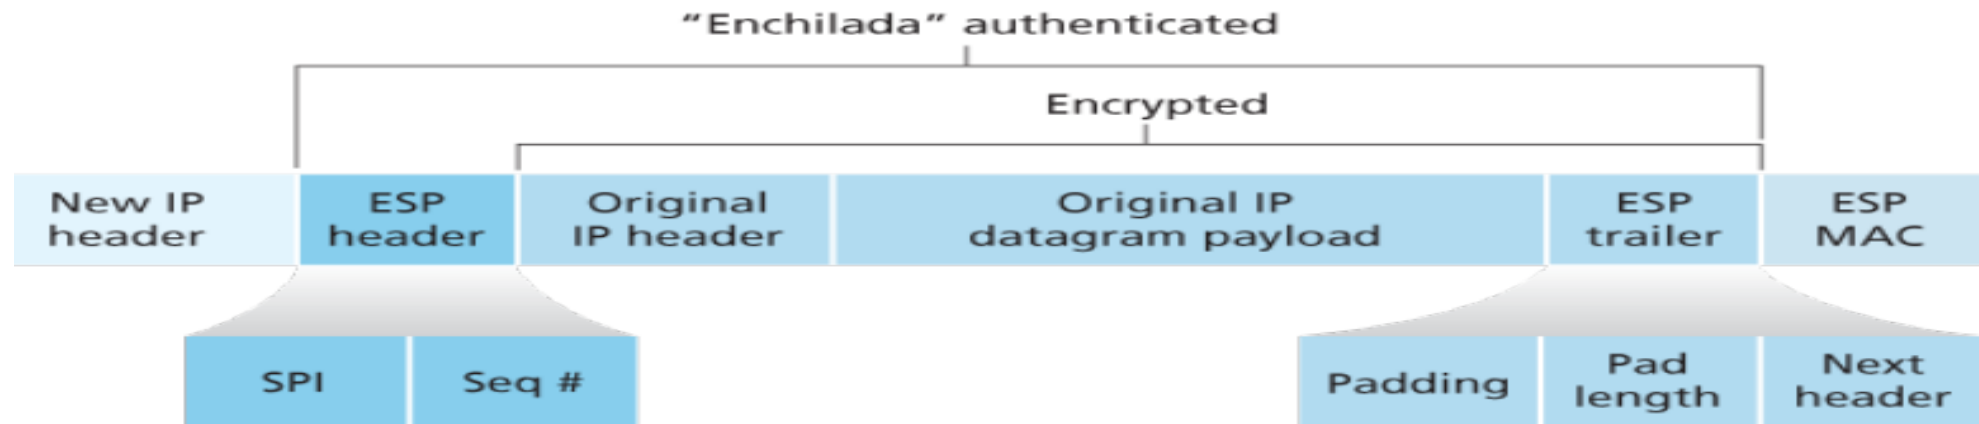 “Enchilada” authenticated
Encrypted
New IP
header
ESP
header
Original
IP header
Original IP
datagram payload
ESP
trailer
ESP
MAC
SPI
Seq #
Padding
Pad
length
Next
header